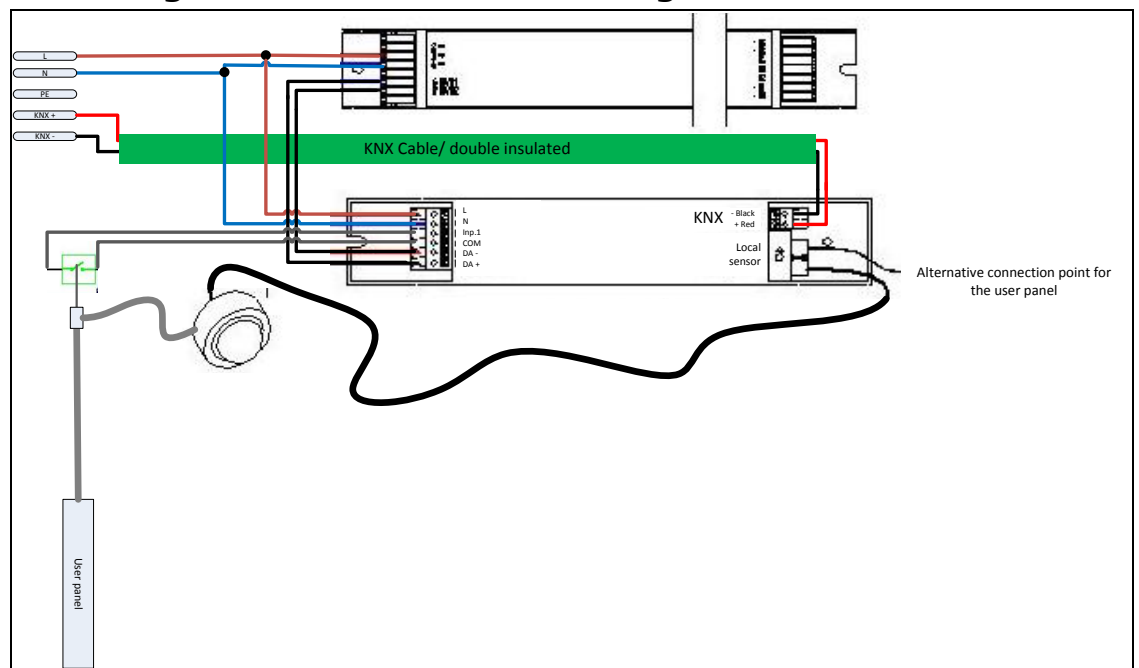 L
N
PE
KNX +
KNX -
KNX Cable/ double insulated
L
N
Inp.1
COM
DA -
DA +
KNX
- Black
+ Red
Local
sensor
Alternative connection point for
the user panel
User panel